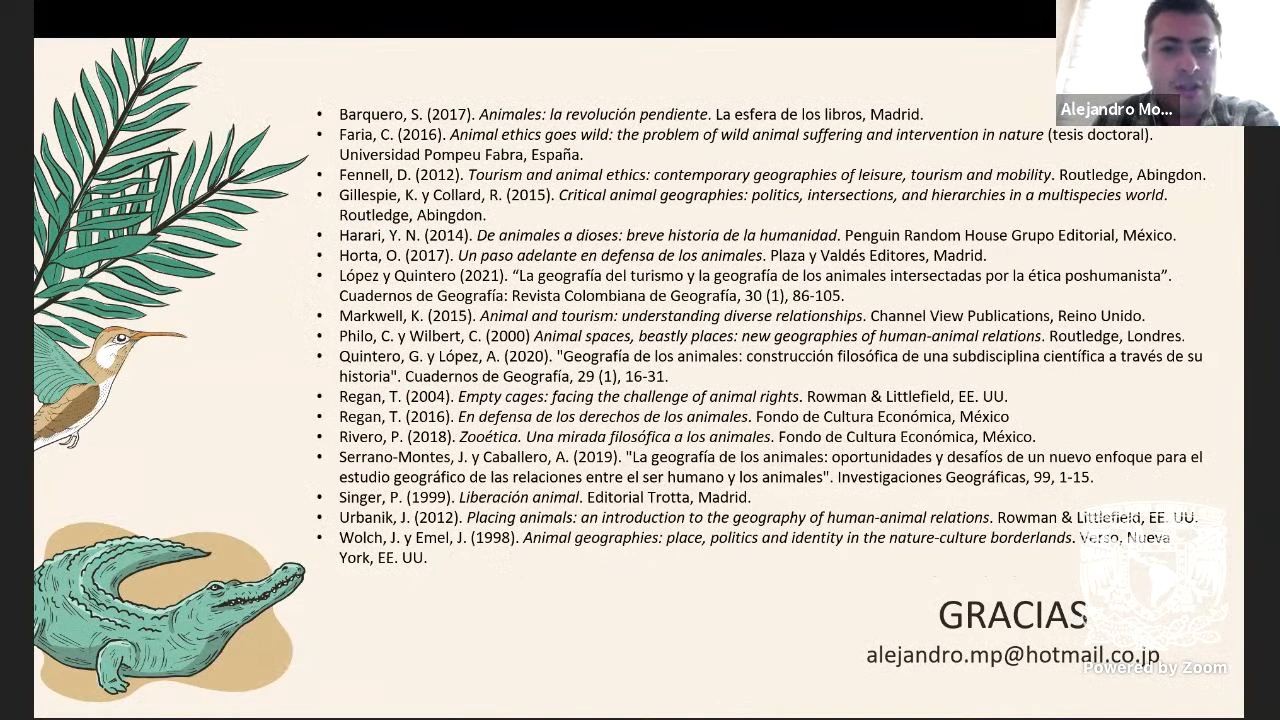 Alejandro Mo...
• Barquero, S. (2017). Animales: la revolución pendiente. La esfera de los libros, Madrid.
• Faria, C. (2016). Animal ethics goes wild: the problem of wild animal suffering and intervention in nature (tesis doctoral).
Universidad Pompeu Fabra, España.
• Fennell, D. (2012). Tourism and animal ethics: contemporary geographies of leisure, tourism and mobility. Routledge, Abingdon.
• Gillespie, K. y Collard, R. (2015). Critical animal geographies: politics, intersections, and hierarchies in a multispecies world.
Routledge, Abingdon.
• Harari, Y. N. (2014). De animales a dioses: breve historia de la humanidad. Penguin Random House Grupo Editorial, México.
• Horta, O. (2017). Un paso adelante en defensa de los animales. Plaza y Valdés Editores, Madrid.
• López y Quintero (2021). “La geografía del turismo y la geografía de los animales intersectadas por la ética poshumanista”.
Cuadernos de Geografía: Revista Colombiana de Geografía, 30 (1), 86-105.
• Markwell, K. (2015). Animal and tourism: understanding diverse relationships. Channel View Publications, Reino Unido.
• Philo, C. y Wilbert, C. (2000) Animal spaces, beastly places: new geographies of human-animal relations. Routledge, Londres.
• Quintero, G. y López, A. (2020). "Geografía de los animales: construcción filosófica de una subdisciplina científica a través de su
historia". Cuadernos de Geografía, 29 (1), 16-31.
• Regan, T. (2004). Empty cages: facing the challenge of animal rights. Rowman & Littlefield, EE. UU.
• Regan, T. (2016). En defensa de los derechos de los animales. Fondo de Cultura Económica, México
• Rivero, P. (2018). Zooética. Una mirada filosófica a los animales. Fondo de Cultura Económica, México.
• Serrano-Montes, J. y Caballero, A. (2019). "La geografía de los animales: oportunidades y desafíos de un nuevo enfoque para el
estudio geográfico de las relaciones entre el ser humano y los animales". Investigaciones Geográficas, 99, 1-15.
• Singer, P. (1999). Liberación animal. Editorial Trotta, Madrid.
• Urbanik, J. (2012). Placing animals: an introduction to the geography of human-animal relations. Rowman & Littlefield, EE. UU.
• Wolch, J. y Emel, J. (1998). Animal geographies: place, politics and identity in the nature-culture borderlands. Verso, Nueva
York, EE. UU.
GRACIAS
alejandro.mp@hotmail.co.jp
Powered by Zoom